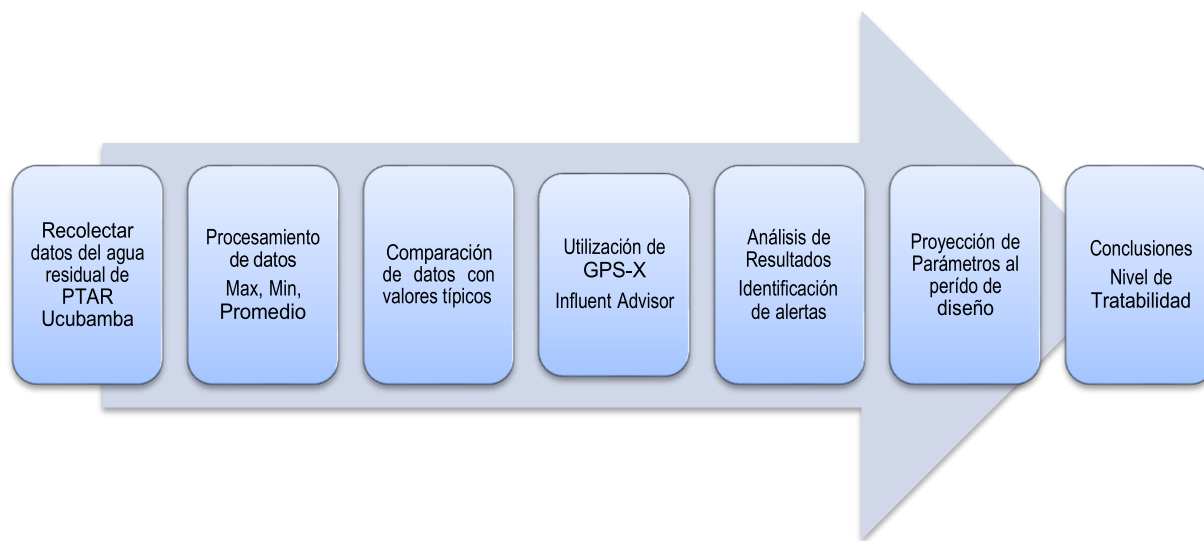 Recolectar
datos del agua
residual de
PTAR
Ucubamba
Procesamiento
de datos
Max, Min,
Promedio
Comparación
de datos con
valores típicos
Utilización de
GPS-X
Influent Advisor
Análisis de
Resultados
Identificación
de alertas
Proyección de
Parámetros al
perído de
diseño
Conclusiones
Nivel de
Tratabilidad